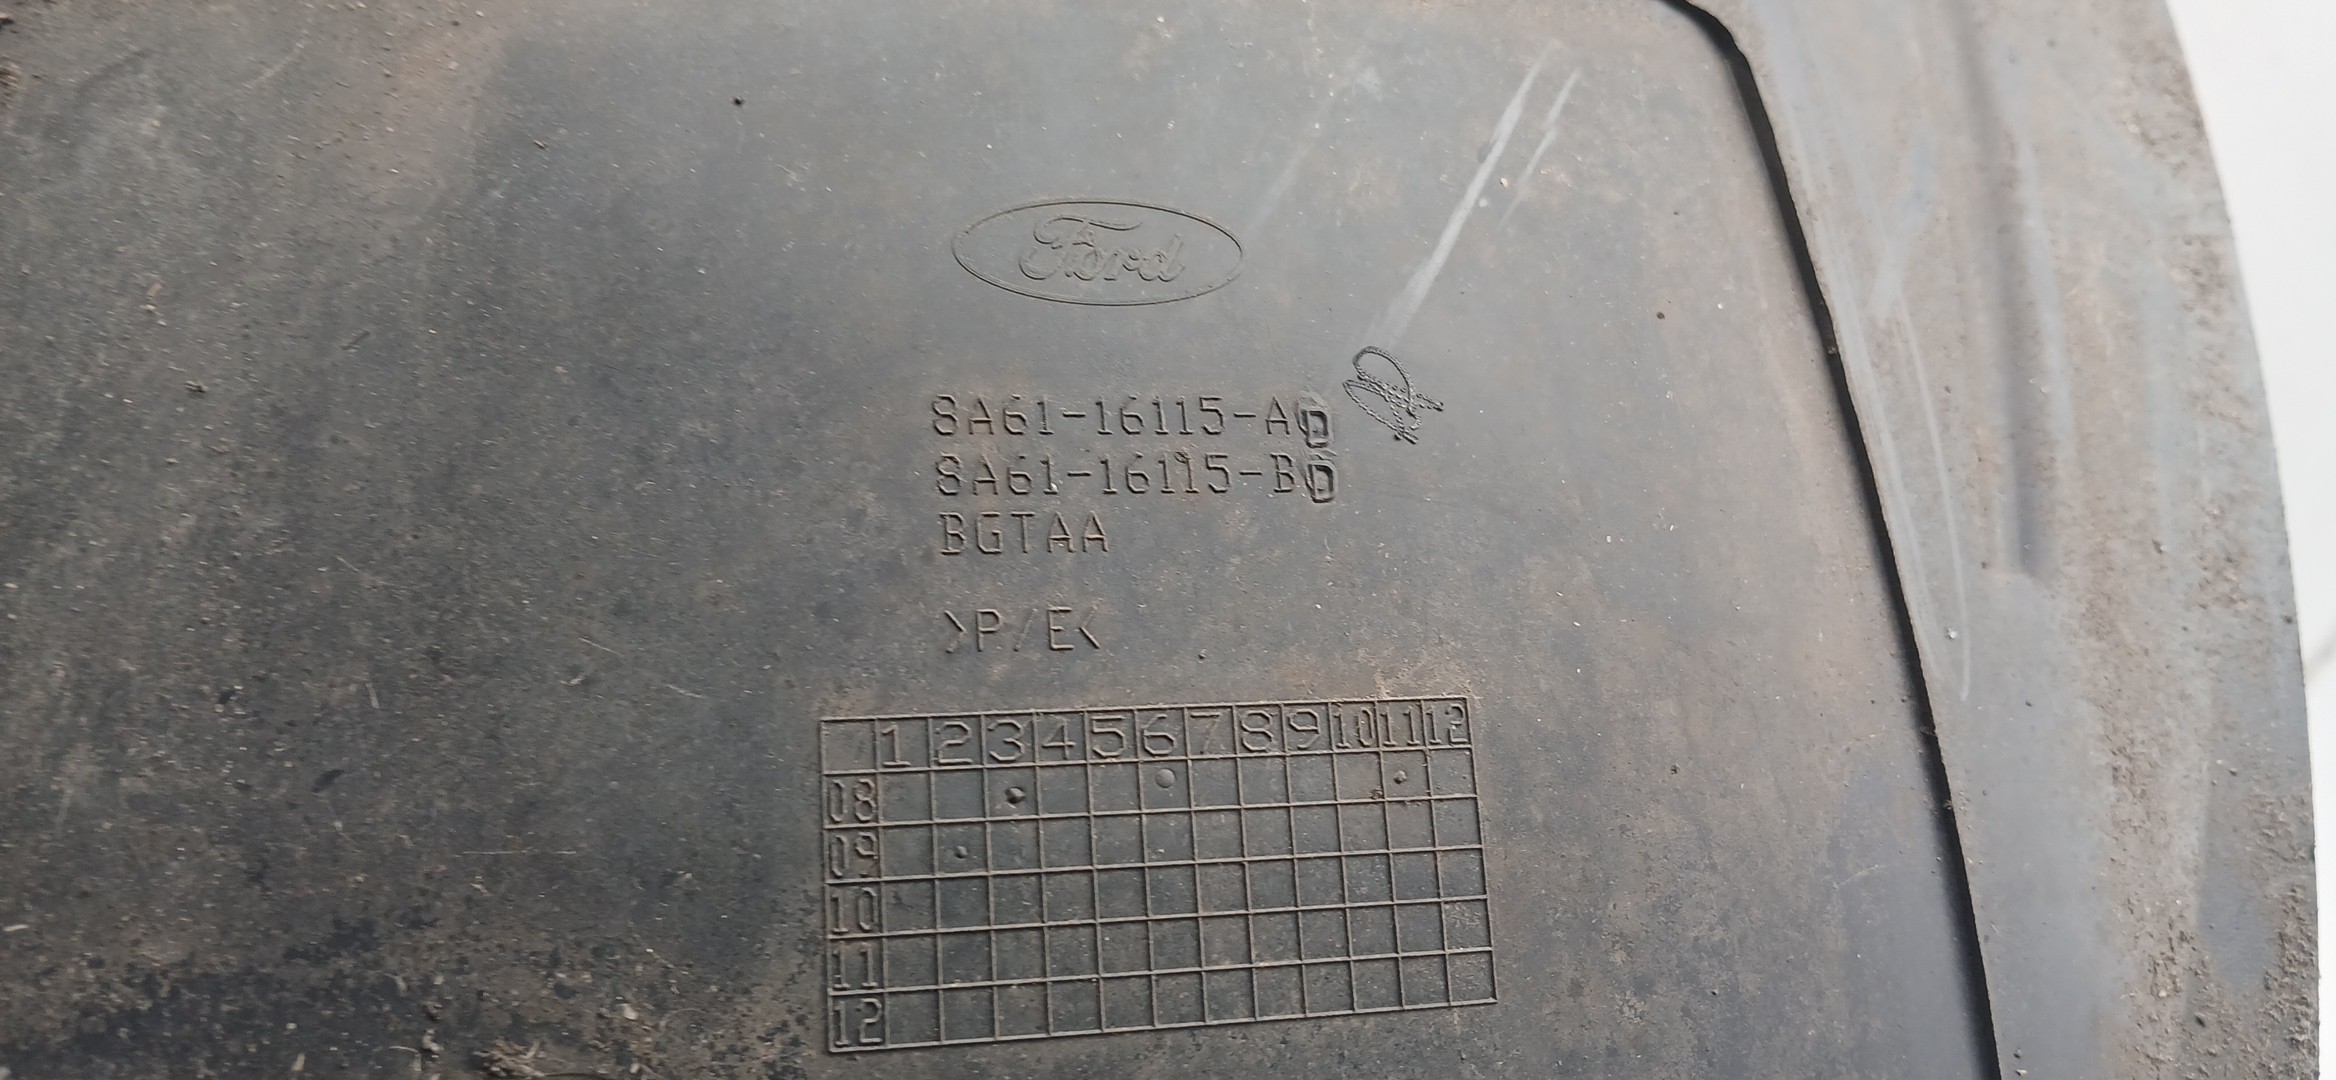 Ford
8A61-16115-AD
8A61-16115-BD
BGTAA
>P/E<
1 2 3 4 5 6 7 8 9 10 11 12
08
09
10
11
12